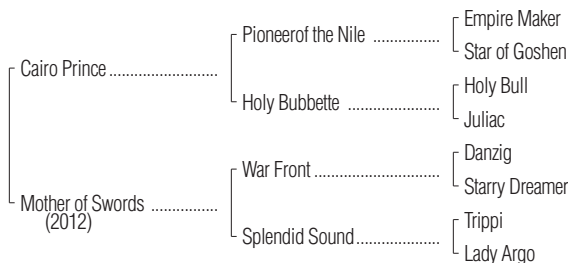 Empire Maker
Pioneerof the Nile ................
Star of Goshen
Cairo Prince ..........................
Holy Bull
Holy Bubbette ......................
Juliac
Danzig
War Front ..............................
Starry Dreamer
Mother of Swords ................
(2012)
Trippi
Splendid Sound....................
Lady Argo